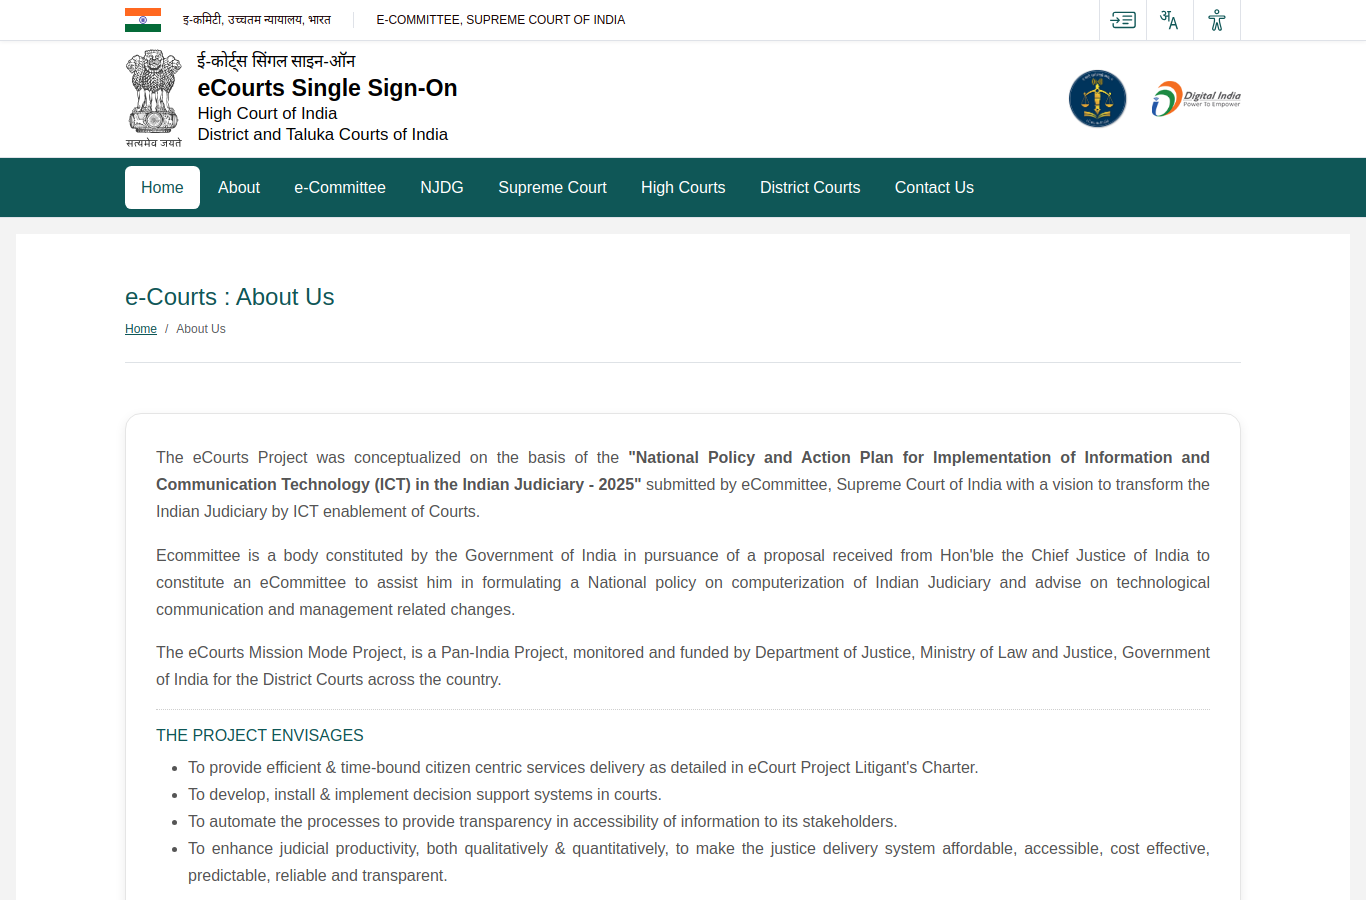 इ-कमिटी, उच्चतम न्यायालय, भारत
E-COMMITTEE, SUPREME COURT OF INDIA
अ A
ई-कोर्ट्स सिंगल साइन-ऑन
eCourts Single Sign-On
High Court of India
District and Taluka Courts of India
सत्यमेव जयते
Digital India
Power To Empower
Home About e-Committee NJDG Supreme Court High Courts District Courts Contact Us
e-Courts : About Us
Home / About Us
The eCourts Project was conceptualized on the basis of the "National Policy and Action Plan for Implementation of Information and
Communication Technology (ICT) in the Indian Judiciary - 2025" submitted by eCommittee, Supreme Court of India with a vision to transform the
Indian Judiciary by ICT enablement of Courts.
Ecommittee is a body constituted by the Government of India in pursuance of a proposal received from Hon'ble the Chief Justice of India to
constitute an eCommittee to assist him in formulating a National policy on computerization of Indian Judiciary and advise on technological
communication and management related changes.
The eCourts Mission Mode Project, is a Pan-India Project, monitored and funded by Department of Justice, Ministry of Law and Justice, Government
of India for the District Courts across the country.
THE PROJECT ENVISAGES
• To provide efficient & time-bound citizen centric services delivery as detailed in eCourt Project Litigant's Charter.
• To develop, install & implement decision support systems in courts.
• To automate the processes to provide transparency in accessibility of information to its stakeholders.
• To enhance judicial productivity, both qualitatively & quantitatively, to make the justice delivery system affordable, accessible, cost effective,
predictable, reliable and transparent.